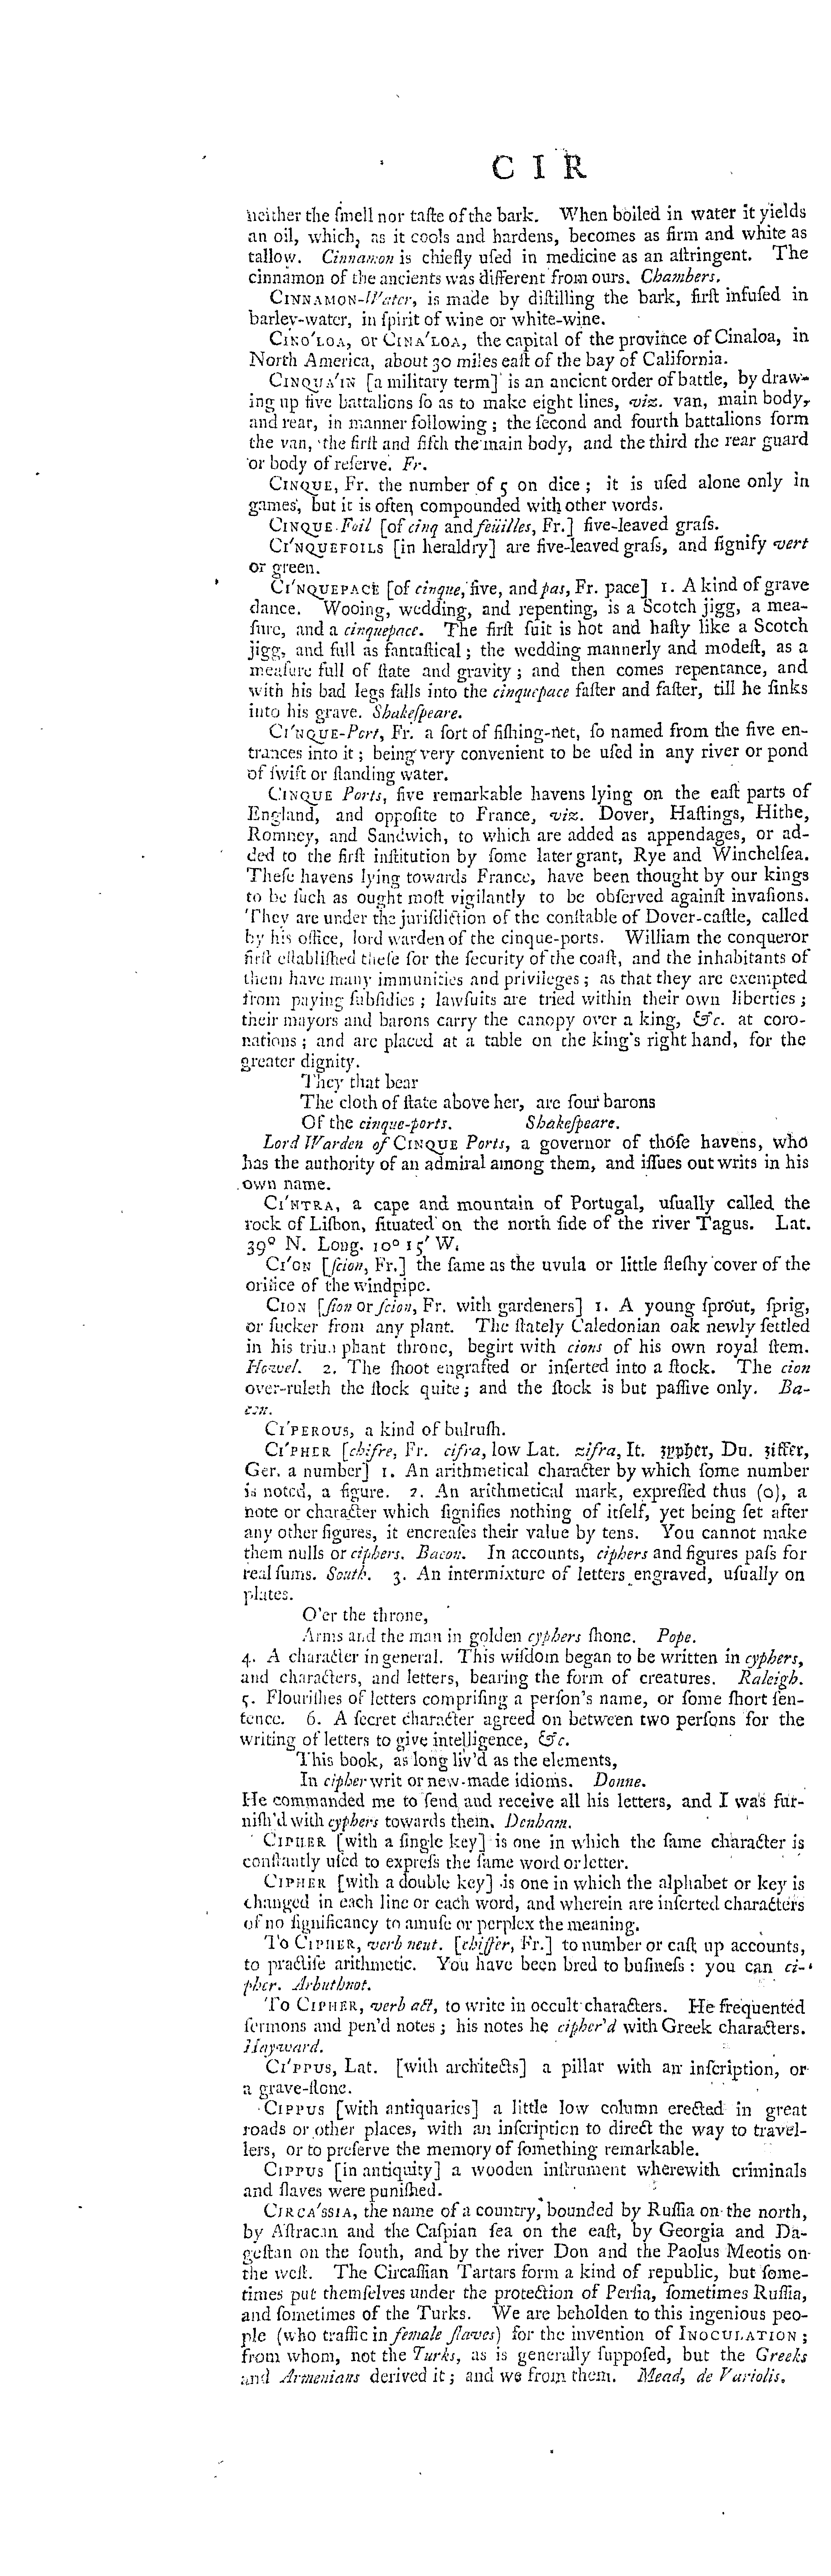 C I R
neither the ſmell nor taſte of the bark. When boiled in water it yields
an oil, which, as it cools and hardens, becomes as firm and white as
tallow. Cinnamon is chiefly uſed in medicine as an aſtringent. The
cinnamon of the ancients was different from ours. Chambers.
CINNAMON-Water, is made by diſtilling the bark, firſt infuſed in
barley-water, in ſpirit of wine or white-wine.
CINO'LOA, or CINA'LOA, the capital of the province of Cinaloa, in
North America, about 30 miles eaſt of the bay of California.
CINQUA'IN [a military term] is an ancient order of battle, by draw-
ing up five battalions ſo as to make eight lines, viz. van, main body,
and rear, in manner following; the ſecond and fourth battalions form
the van, the firſt and fifth the main body, and the third the rear guard
or body of reſerve. Fr.
CINQUE, Fr. the number of 5 on dice; it is uſed alone only in
games, but it is often compounded with other words.
CINQUE Foil [of cinq and feüilles, Fr.] five-leaved graſs.
CI'NQUEFOILS [in heraldry] are five-leaved graſs, and ſignify vert
or green.
CI'NQUEPACE [of cinque, five, and pas, Fr. pace] 1. A kind of grave
dance. Wooing, wedding, and repenting, is a Scotch jigg, a mea-
ſure, and a cinquepace. The firſt ſuit is hot and haſty like a Scotch
jigg, and full as fantaſtical; the wedding mannerly and modeſt, as a
meaſure full of ſtate and gravity; and then comes repentance, and
with his bad legs falls into the cinquepace faſter and faſter, till he ſinks
into his grave. Shakeſpeare.
CI'NQUE-Port, Fr. a ſort of fiſhing-net, ſo named from the five en-
trances into it; being very convenient to be uſed in any river or pond
of ſwift or ſtanding water.
CINQUE Ports, five remarkable havens lying on the eaſt parts of
England, and oppoſite to France, viz. Dover, Haſtings, Hithe,
Romney, and Sandwich, to which are added as appendages, or ad-
ded to the firſt inſtitution by ſome later grant, Rye and Winchelſea.
Theſe havens lying towards France, have been thought by our kings
to be ſuch as ought moſt vigilantly to be obſerved againſt invaſions.
They are under the juriſdiction of the conſtable of Dover-caſtle, called
by his office, lord warden of the cinque-ports. William the conqueror
firſt eſtabliſhed theſe for the ſecurity of the coaſt, and the inhabitants of
them have many immunities and privileges; as that they are exempted
from paying ſubſidies; lawſuits are tried within their own liberties;
their mayors and barons carry the canopy over a king, &c. at coro-
nations; and are placed at a table on the king's right hand, for the
greater dignity.
They that bear
The cloth of ſtate above her, are four barons
Of the cinque-ports. Shakeſpeare.
Lord Warden of CINQUE Ports, a governor of thoſe havens, who
has the authority of an admiral among them, and iſſues out writs in his
own name.
CI'NTRA, a cape and mountain of Portugal, uſually called the
rock of Liſbon, ſituated on the north ſide of the river Tagus. Lat.
39° N. Long. 10° 15′ W.
CI'ON [ſcion, Fr.] the ſame as the uvula or little fleſhy cover of the
orifice of the windpipe.
CION [ſion or ſcion, Fr. with gardeners] 1. A young ſprout, ſprig,
or ſucker from any plant. The ſtately Caledonian oak newly ſettled
in his triumphant throne, begirt with cions of his own royal ſtem.
Howel. 2. The ſhoot engrafted or inſerted into a ſtock. The cion
over-ruleth the ſtock quite; and the ſtock is but paſſive only. Ba-
con.
CI'PEROUS, a kind of bulruſh.
CI'PHER [chifre, Fr. cifra, low Lat. zifra, It. zypher, Du. ziffer,
Ger. a number] 1. An arithmetical character by which ſome number
is noted, a figure. 2. An arithmetical mark, expreſſed thus (0), a
note or character which ſignifies nothing of itſelf, yet being ſet after
any other figures, it encreaſes their value by tens. You cannot make
them nulls or ciphers. Bacon. In accounts, ciphers and figures paſs for
real ſums. South. 3. An intermixture of letters engraved, uſually on
plates.
O'er the throne,
Arms and the man in golden cyphers ſhone. Pope.
4. A character in general. This wiſdom began to be written in cyphers,
and characters, and letters, bearing the form of creatures. Raleigh.
5. Flouriſhes of letters compriſing a perſon's name, or ſome ſhort ſen-
tence. 6. A ſecret character agreed on between two perſons for the
writing of letters to give intelligence, &c.
This book, as long liv'd as the elements,
In cipher writ or new-made idioms. Donne.
He commanded me to ſend and receive all his letters, and I was fur-
niſh'd with cyphers towards them. Denham.
CIPHER [with a ſingle key] is one in which the ſame character is
conſtantly uſed to expreſs the ſame word or letter.
CIPHER [with a double key] is one in which the alphabet or key is
changed in each line or each word, and wherein are inſerted characters
of no ſignificancy to amuſe or perplex the meaning.
To CIPHER, verb neut. [chiffer, Fr.] to number or caſt up accounts,
to practiſe arithmetic. You have been bred to buſineſs: you can ci-
pher. Arbuthnot.
To CIPHER, verb act, to write in occult characters. He frequented
ſermons and pen'd notes; his notes he cipher'd with Greek characters.
Hayward.
CI'PPUS, Lat. [with architects] a pillar with an inſcription, or
a grave-ſtone.
CIPPUS [with antiquaries] a little low column erected in great
roads or other places, with an inſcription to direct the way to travel-
lers, or to preſerve the memory of ſomething remarkable.
CIPPUS [in antiquity] a wooden inſtrument wherewith criminals
and ſlaves were puniſhed.
CIRCA'SSIA, the name of a country, bounded by Ruſſia on the north,
by Aſtracan and the Caſpian ſea on the eaſt, by Georgia and Da-
geſtan on the ſouth, and by the river Don and the Paolus Meotis on
the weſt. The Circaſſian Tartars form a kind of republic, but ſome-
times put themſelves under the protection of Perſia, ſometimes Ruſſia,
and ſometimes of the Turks. We are beholden to this ingenious peo-
ple (who traffic in female ſlaves) for the invention of INOCULATION;
from whom, not the Turks, as is generally ſuppoſed, but the Greeks
and Armenians derived it; and we from them. Mead, de Variolis.